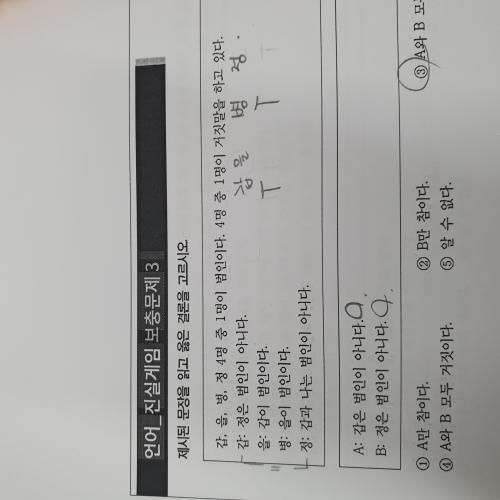 언어_진실게임 보충문제 3
제시된 문장을 읽고 옳은 결론을 고르시오.
갑, 을, 병, 정 4명 중 1명이 범인이다. 4명 중 1명이 거짓말을 하고 있다.
갑: 정은 범인이 아니다.
을: 갑이 범인이다.
병: 을이 범인이다.
정: 갑과 나는 범인이 아니다.
갑 을 병 정
T T
A: 갑은 범인이 아니다.
B: 정은 범인이 아니다.
① A만 참이다. ② B만 참이다. ③ A와 B 모두
④ A와 B 모두 거짓이다. ⑤ 알 수 없다.